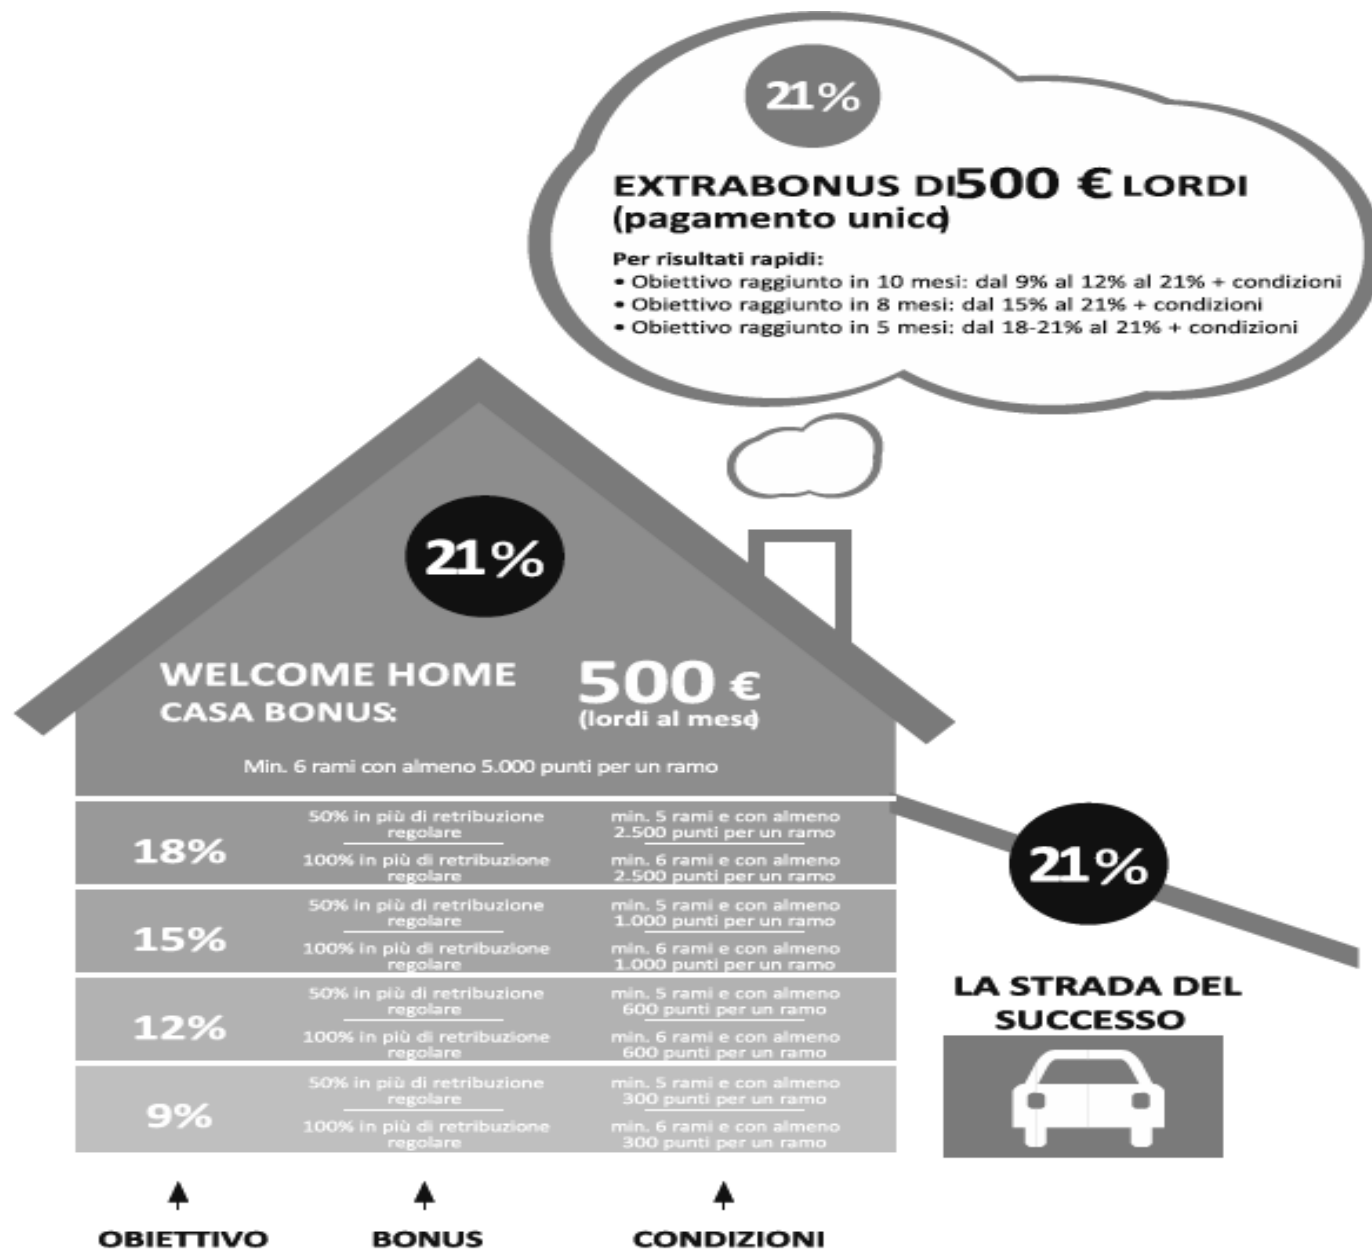 21%
EXTRABONUS DI 500 € LORDI
(pagamento unico)
Per risultati rapidi:
• Obiettivo raggiunto in 10 mesi: dal 9% al 12% al 21% + condizioni
• Obiettivo raggiunto in 8 mesi: dal 15% al 21% + condizioni
• Obiettivo raggiunto in 5 mesi: dal 18-21% al 21% + condizioni
21%
WELCOME HOME
CASA BONUS:
500 €
(lordi al mese)
Min. 6 rami con almeno 5.000 punti per un ramo
18%
50% in più di retribuzione
regolare
min. 5 rami e con almeno
2.500 punti per un ramo
100% in più di retribuzione
regolare
min. 6 rami e con almeno
2.500 punti per un ramo
15%
50% in più di retribuzione
regolare
min. 5 rami e con almeno
1.000 punti per un ramo
100% in più di retribuzione
regolare
min. 6 rami e con almeno
1.000 punti per un ramo
12%
50% in più di retribuzione
regolare
min. 5 rami e con almeno
600 punti per un ramo
100% in più di retribuzione
regolare
min. 6 rami e con almeno
600 punti per un ramo
9%
50% in più di retribuzione
regolare
min. 5 rami e con almeno
300 punti per un ramo
100% in più di retribuzione
regolare
min. 6 rami e con almeno
300 punti per un ramo
21%
LA STRADA DEL
SUCCESSO
OBIETTIVO
BONUS
CONDIZIONI